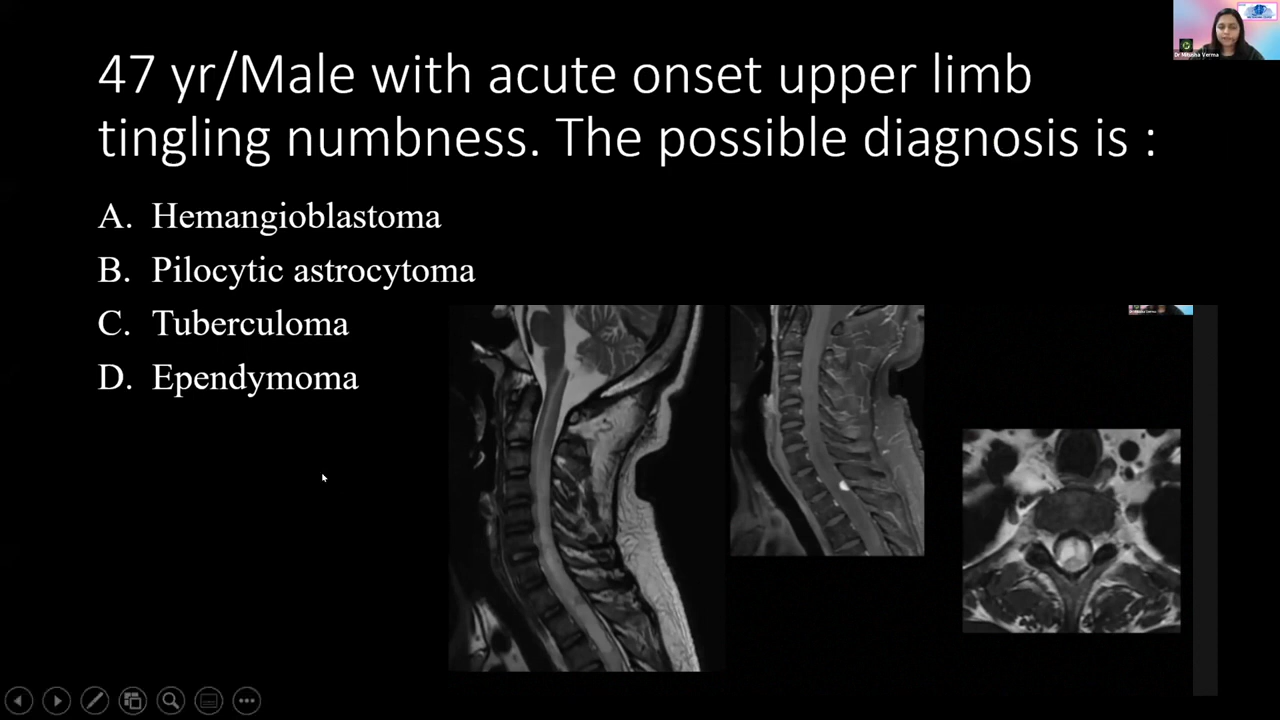 47 yr/Male with acute onset upper limb
tingling numbness. The possible diagnosis is :
A. Hemangioblastoma
B. Pilocytic astrocytoma
C. Tuberculoma
D. Ependymoma